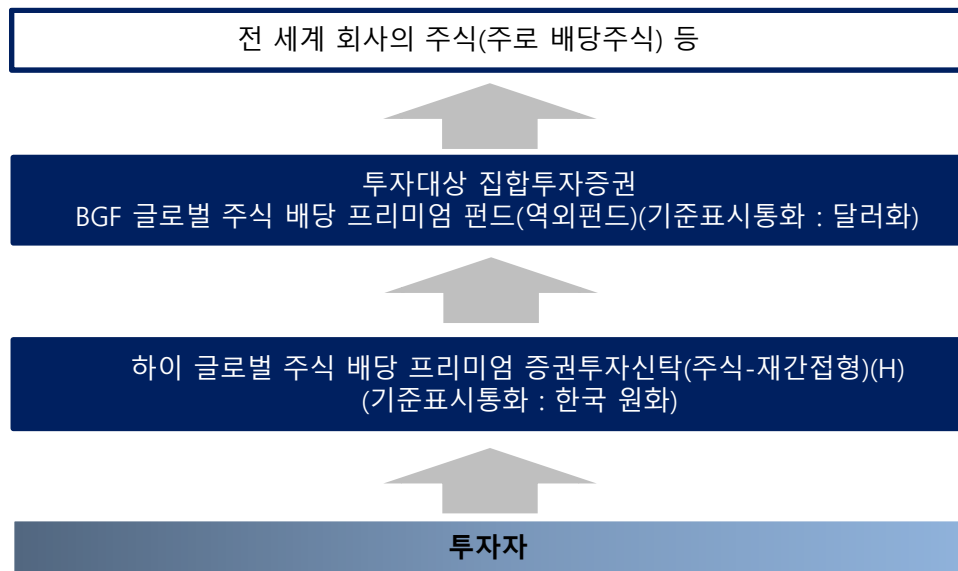 전 세계 회사의 주식(주로 배당주식) 등
투자대상 집합투자증권
BGF 글로벌 주식 배당 프리미엄 펀드(역외펀드)(기준표시통화 : 달러화)
하이 글로벌 주식 배당 프리미엄 증권투자신탁(주식-재간접형)(H)
(기준표시통화 : 한국 원화)
투자자